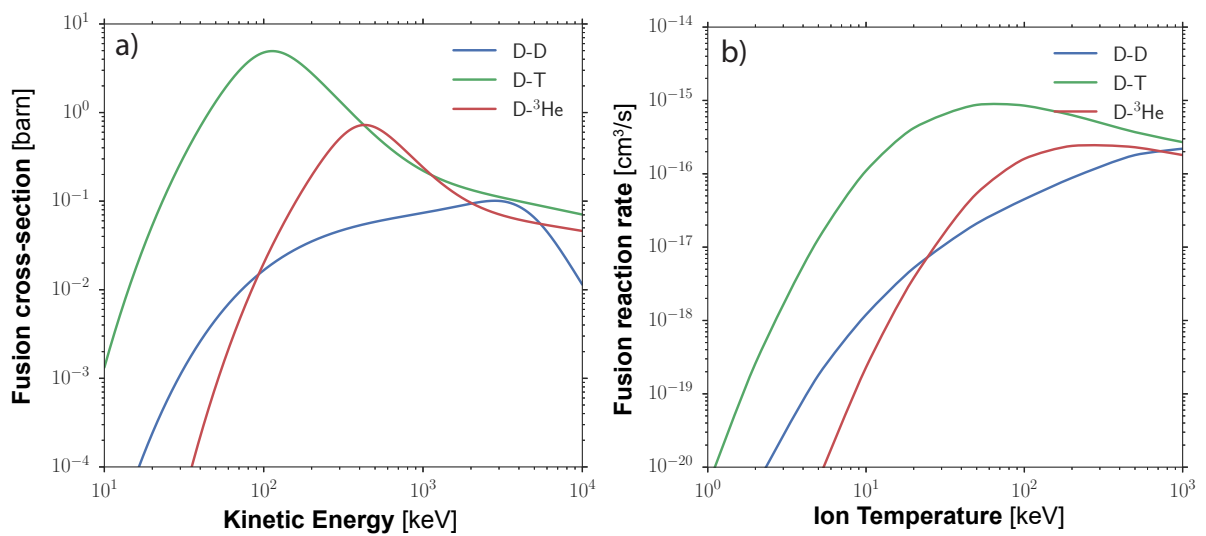 a)
D-D
D-T
D-³He
Fusion cross-section [barn]
10¹
10⁰
10⁻¹
10⁻²
10⁻³
10⁻⁴
10¹
10²
10³
10⁴
Kinetic Energy [keV]
b)
D-D
D-T
D-³He
Fusion reaction rate [cm³/s]
10⁻¹⁴
10⁻¹⁵
10⁻¹⁶
10⁻¹⁷
10⁻¹⁸
10⁻¹⁹
10⁻²⁰
10⁰
10¹
10²
10³
Ion Temperature [keV]